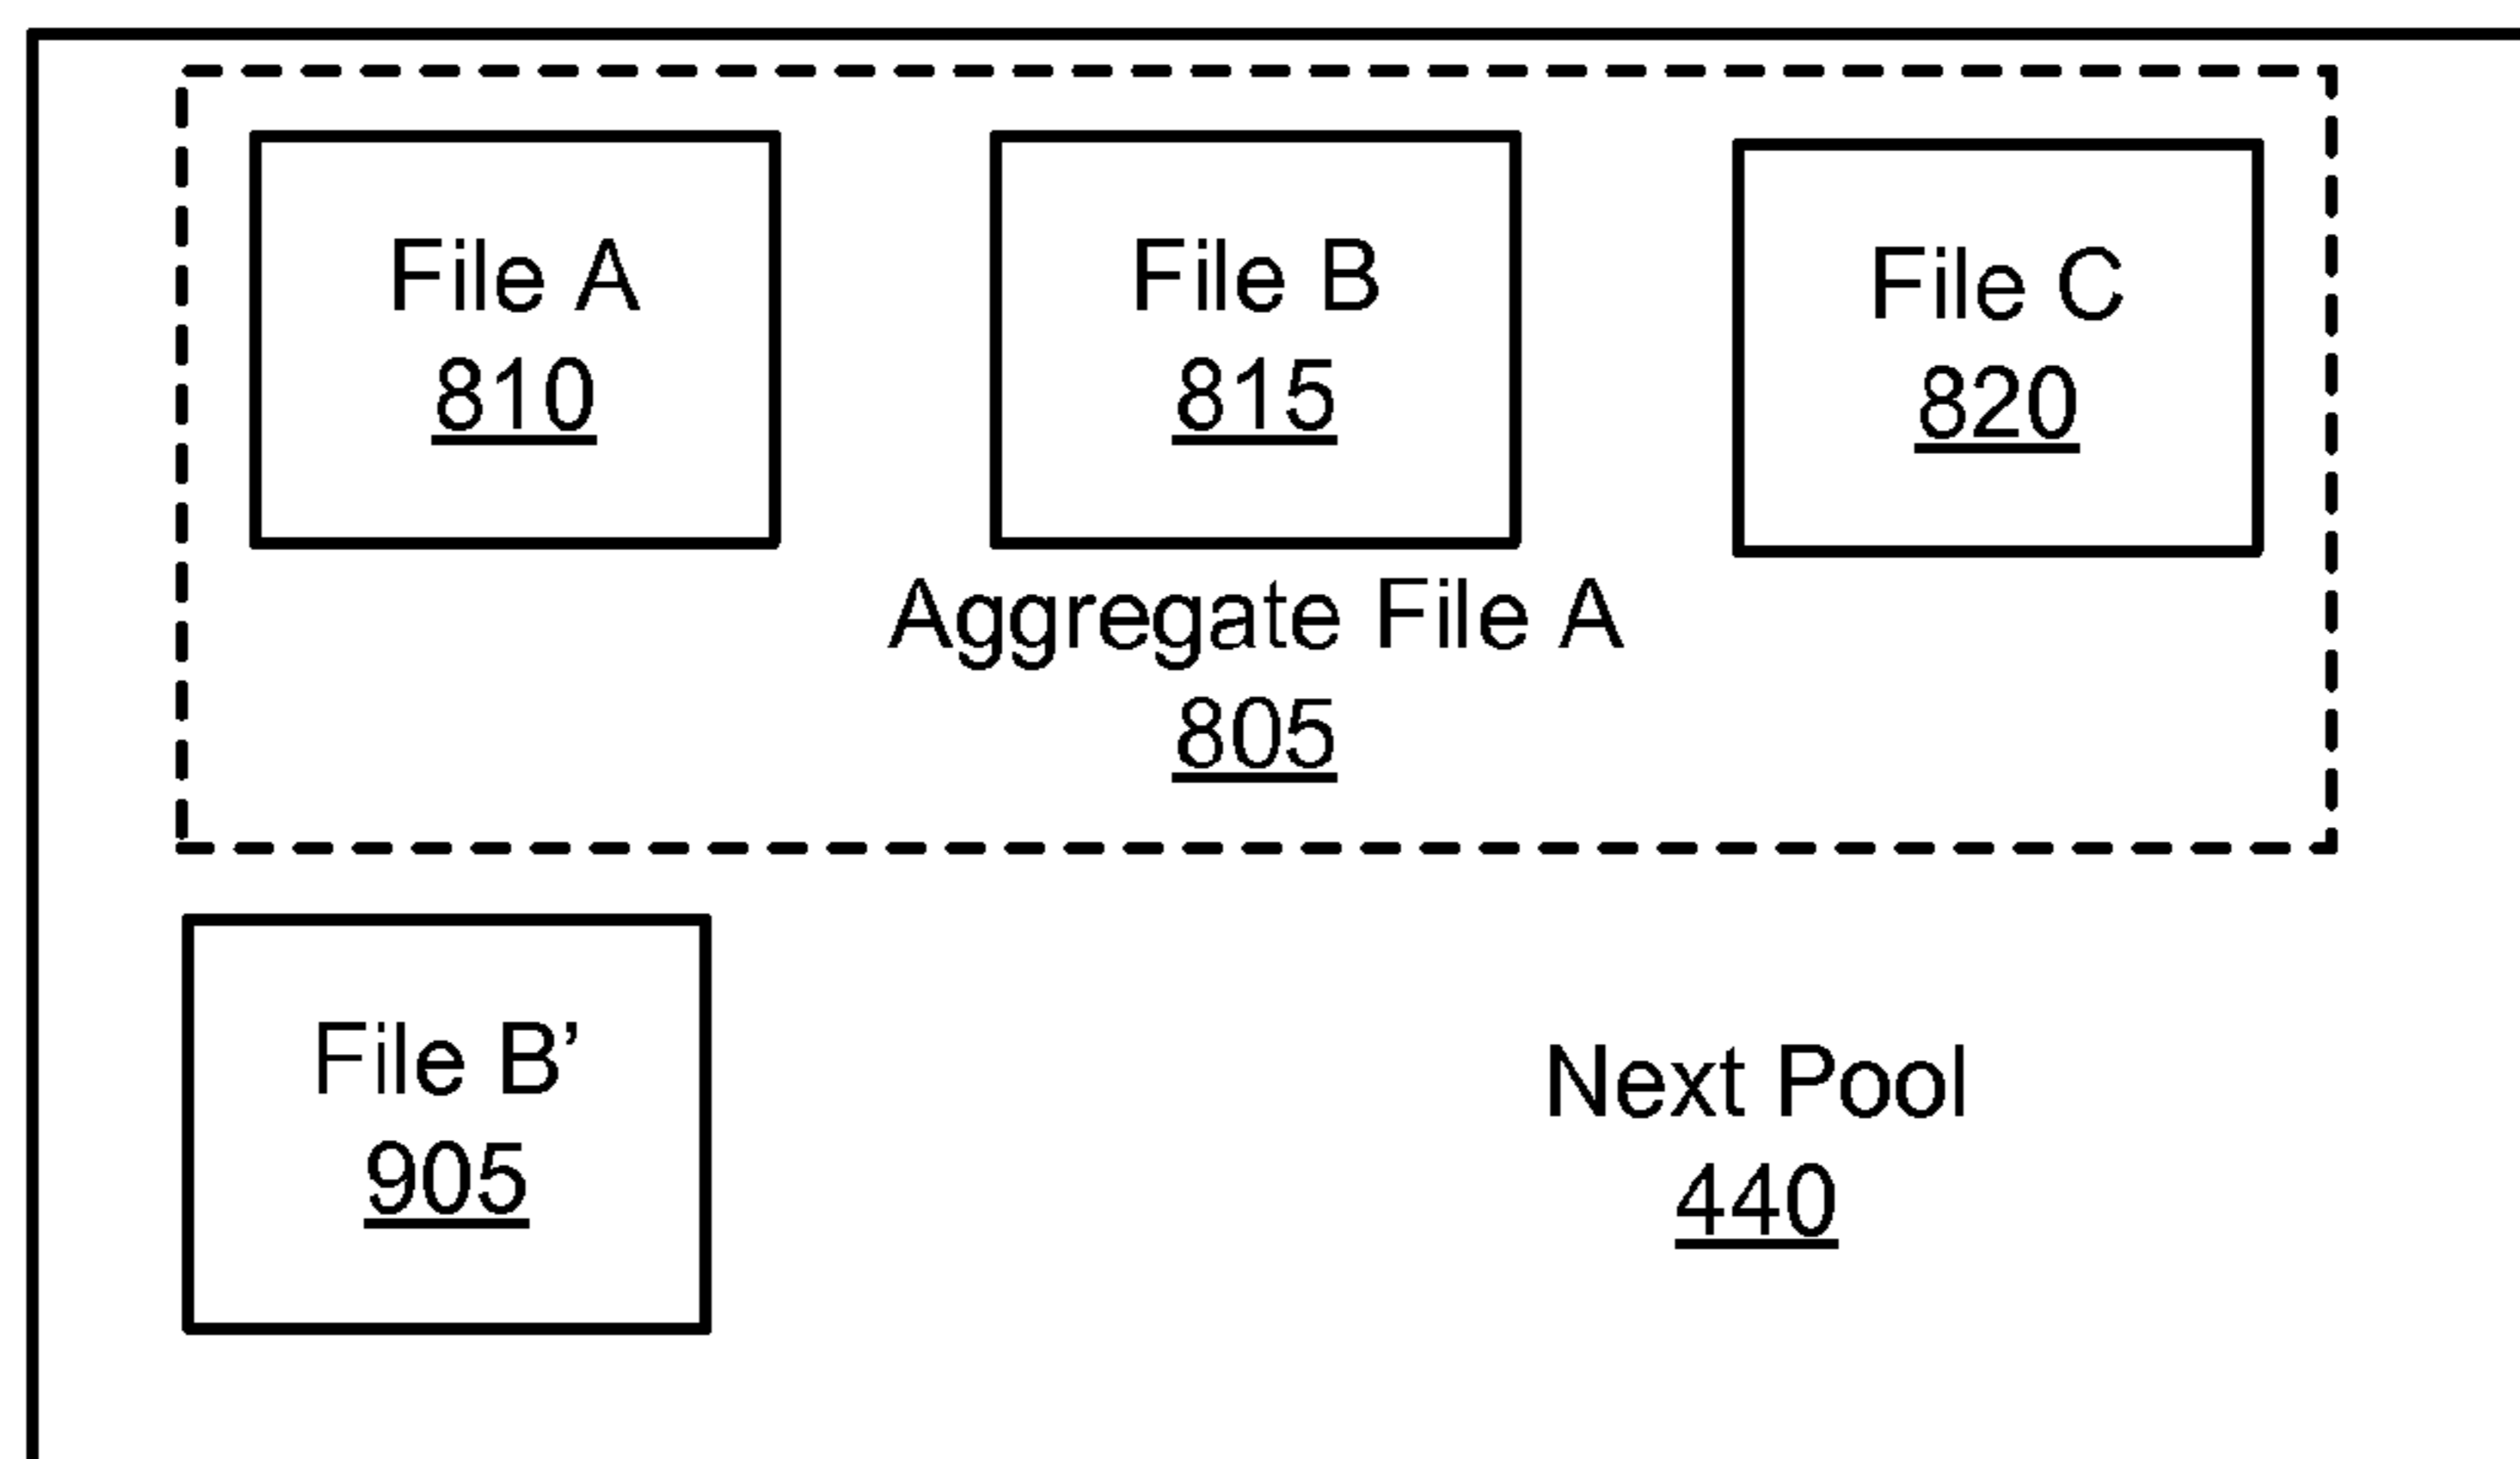 File A
810
File B
815
File C
820
Aggregate File A
805
File B’
905
Next Pool
440